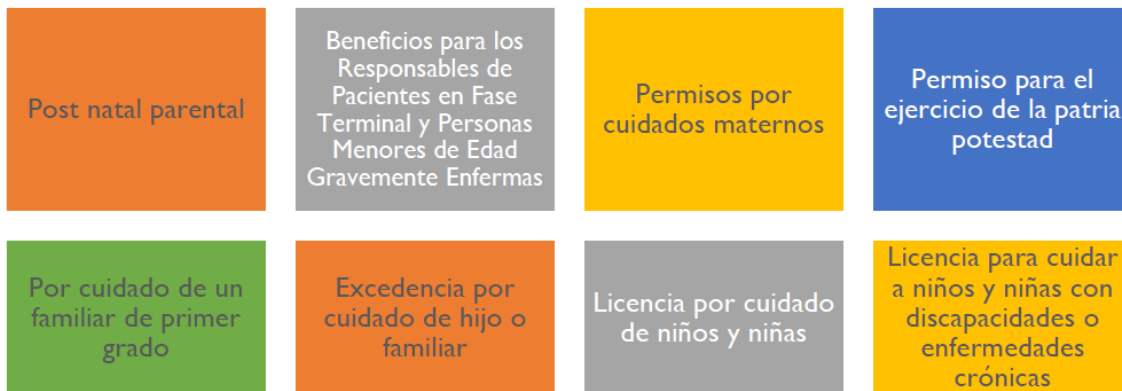 Post natal parental
Beneficios para los
Responsables de
Pacientes en Fase
Terminal y Personas
Menores de Edad
Gravemente Enfermas
Permisos por
cuidados maternos
Permiso para el
ejercicio de la patria
potestad
Por cuidado de un
familiar de primer
grado
Excedencia por
cuidado de hijo o
familiar
Licencia por cuidado
de niños y niñas
Licencia para cuidar
a niños y niñas con
discapacidades o
enfermedades
crónicas